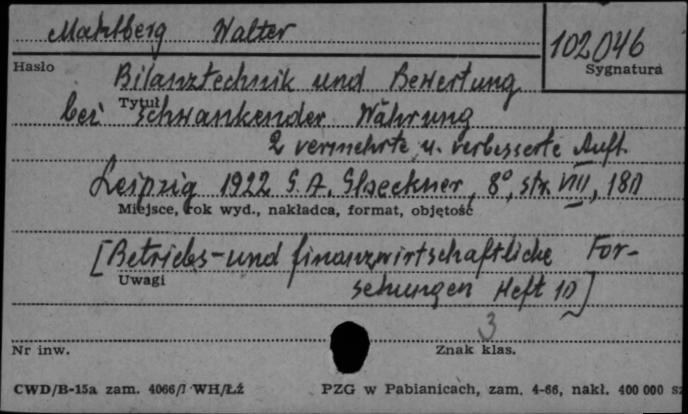 Mahlberg Walter
102046
Hasło
Sygnatura
Bilanztechnik und Bewertung
Tytuł
bei schwankender Währung
2 vermehrte u. verbesserte Aufl.
Leipzig 1922 G. A. Gloeckner, 8°, str. VIII, 180
Miejsce, rok wyd., nakładca, format, objętość
[Betriebs- und finanzwirtschaftliche For-
Uwagi
schungen Heft 10]
3
Nr inw.
Znak klas.
CWD/B-15a zam. 4066/ WH/ŁŹ
PZG w Pabianicach, zam. 4-66, nakł. 400 000